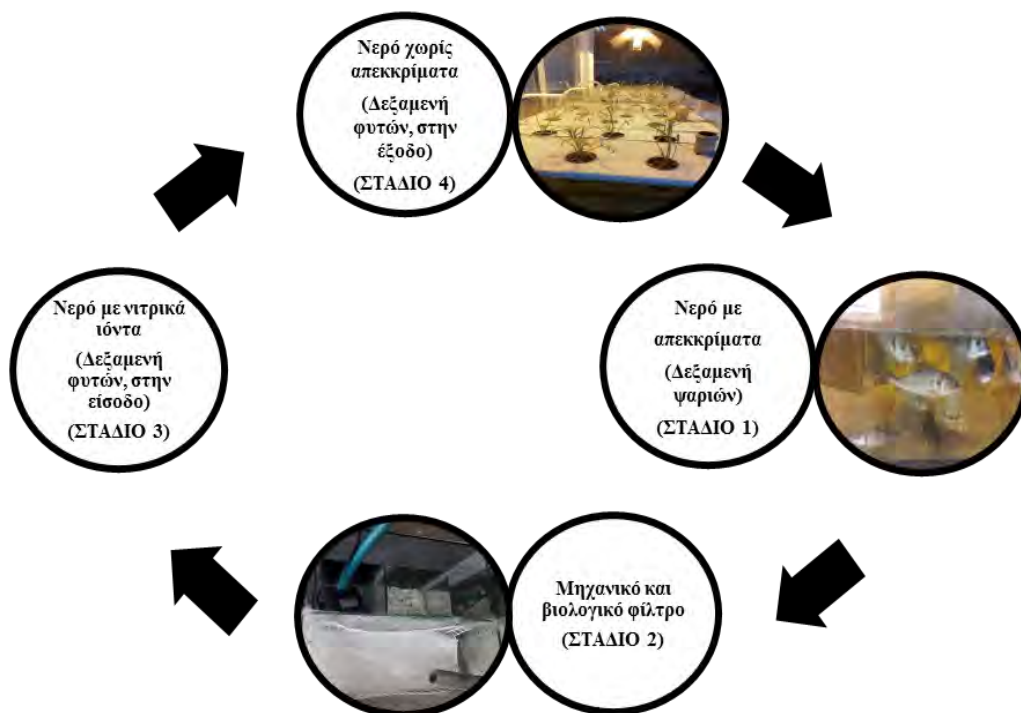 Νερό χωρίς
απεκκρίματα
(Δεξαμενή
φυτών, στην
έξοδο)
(ΣΤΑΔΙΟ 4)
Νερό με
απεκκρίματα
(Δεξαμενή
ψαριών)
(ΣΤΑΔΙΟ 1)
Μηχανικό και
βιολογικό φίλτρο
(ΣΤΑΔΙΟ 2)
Νερό με νιτρικά
ιόντα
(Δεξαμενή
φυτών, στην
είσοδο)
(ΣΤΑΔΙΟ 3)